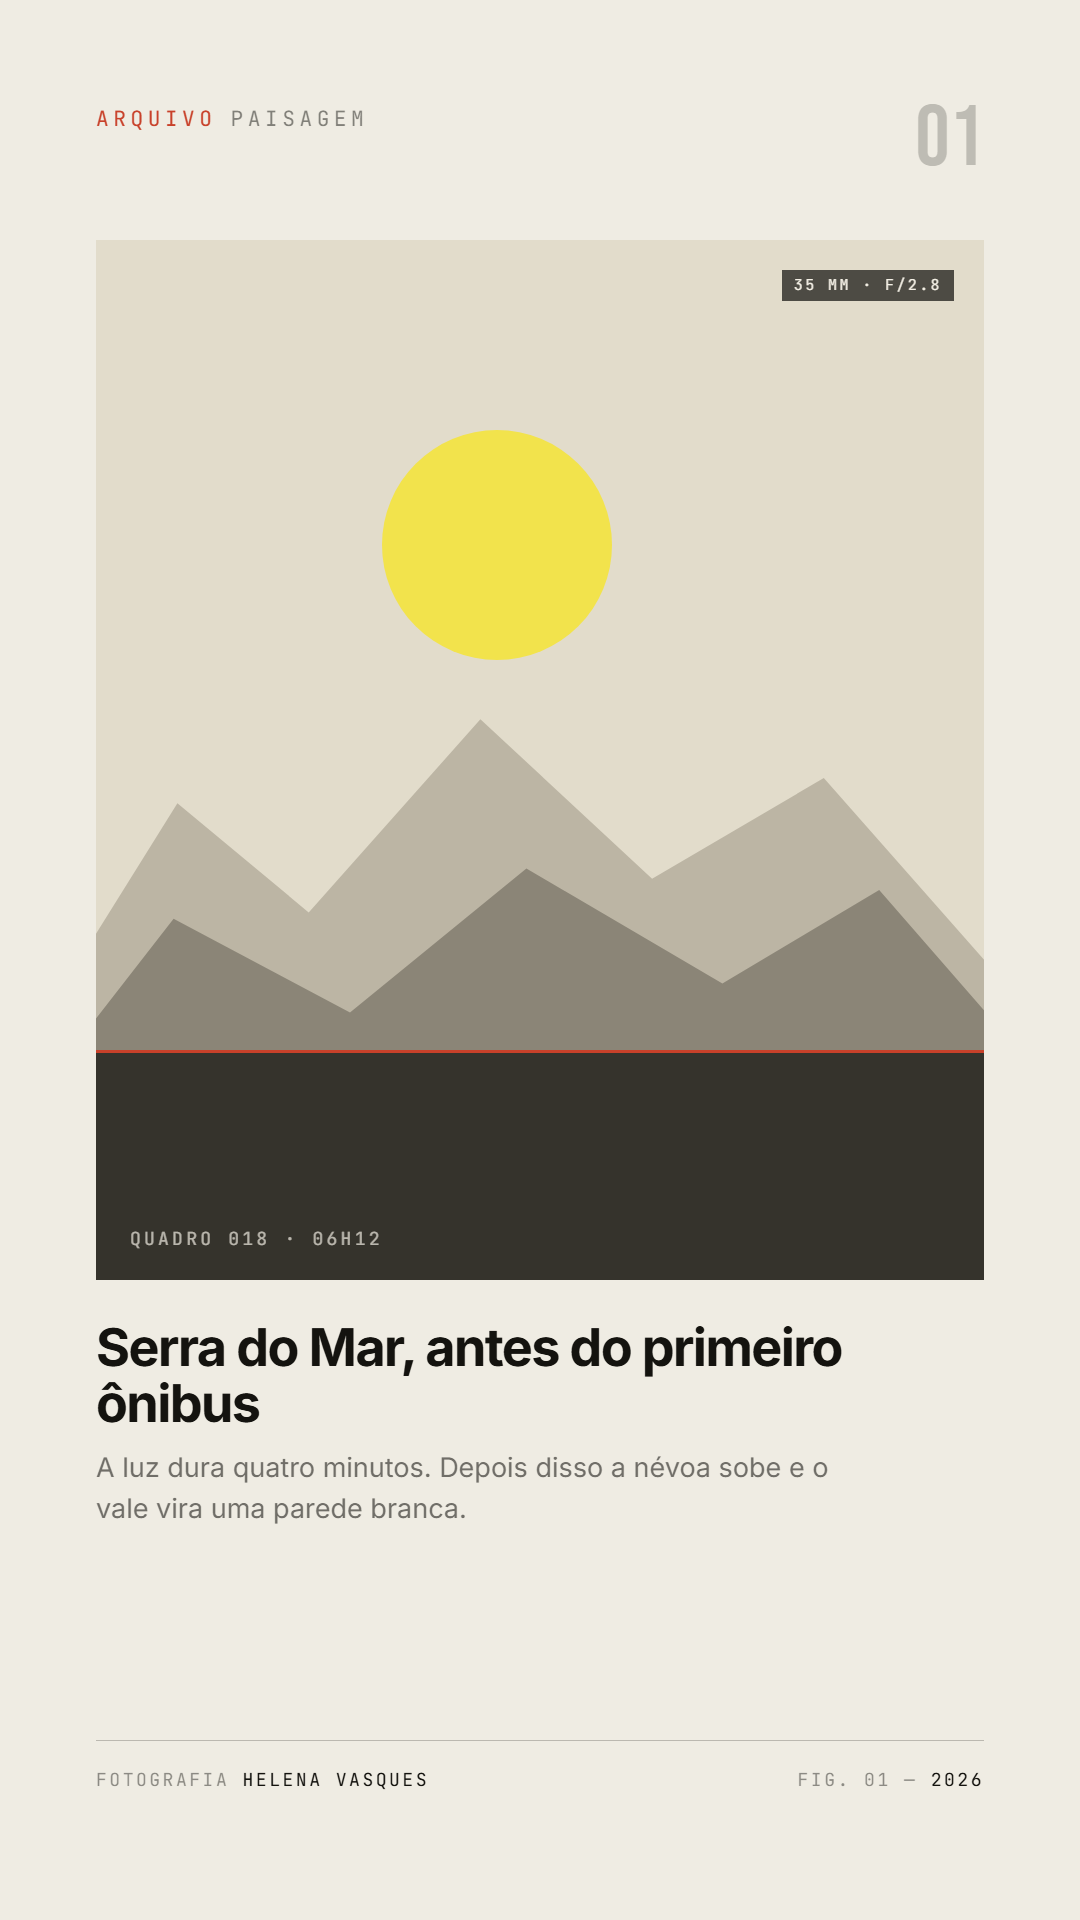 ARQUIVO PAISAGEM
01
35 MM · F/2.8
QUADRO 018 · 06H12
Serra do Mar, antes do primeiro
ônibus
A luz dura quatro minutos. Depois disso a névoa sobe e o
vale vira uma parede branca.
FOTOGRAFIA HELENA VASQUES
FIG. 01 — 2026